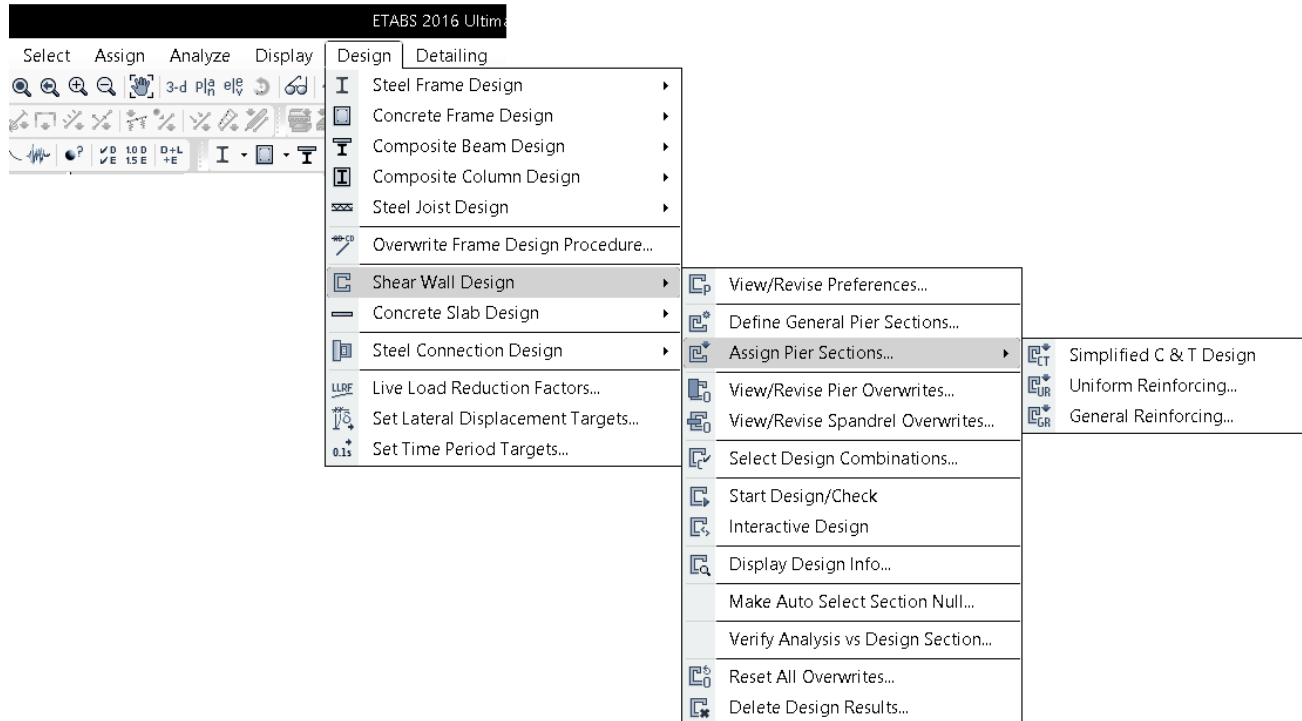 ETABS 2016 Ultima
Select Assign Analyze Display Design Detailing
3-d
Steel Frame Design
Concrete Frame Design
Composite Beam Design
Composite Column Design
Steel Joist Design
Overwrite Frame Design Procedure...
Shear Wall Design
Concrete Slab Design
Steel Connection Design
LLRF Live Load Reduction Factors...
Set Lateral Displacement Targets...
0.1s Set Time Period Targets...
View/Revise Preferences...
Define General Pier Sections...
Assign Pier Sections...
View/Revise Pier Overwrites...
View/Revise Spandrel Overwrites...
Select Design Combinations...
Start Design/Check
Interactive Design
Display Design Info...
Make Auto Select Section Null...
Verify Analysis vs Design Section...
Reset All Overwrites...
Delete Design Results...
Simplified C & T Design
Uniform Reinforcing...
General Reinforcing...